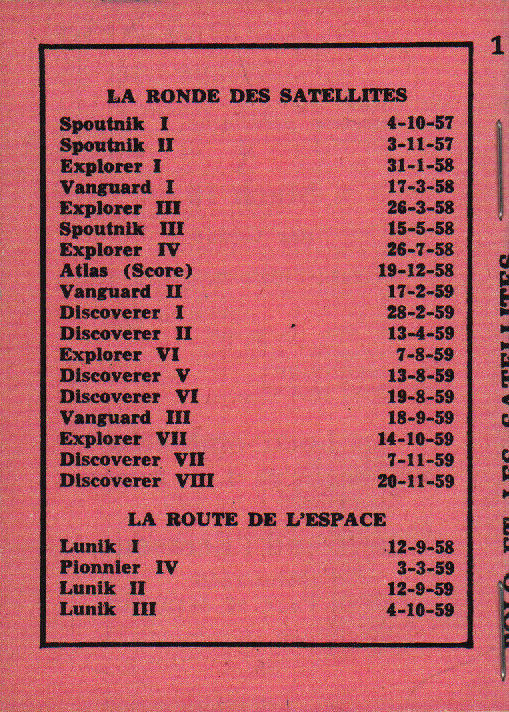 1
LA RONDE DES SATELLITES
Spoutnik I 4-10-57
Spoutnik II 3-11-57
Explorer I 31-1-58
Vanguard I 17-3-58
Explorer III 26-3-58
Spoutnik III 15-5-58
Explorer IV 26-7-58
Atlas (Score) 19-12-58
Vanguard II 17-2-59
Discoverer I 28-2-59
Discoverer II 13-4-59
Explorer VI 7-8-59
Discoverer V 13-8-59
Discoverer VI 19-8-59
Vanguard III 18-9-59
Explorer VII 14-10-59
Discoverer VII 7-11-59
Discoverer VIII 20-11-59
LA ROUTE DE L'ESPACE
Lunik I 12-9-58
Pionnier IV 3-3-59
Lunik II 12-9-59
Lunik III 4-10-59
ET LES SATELLITES